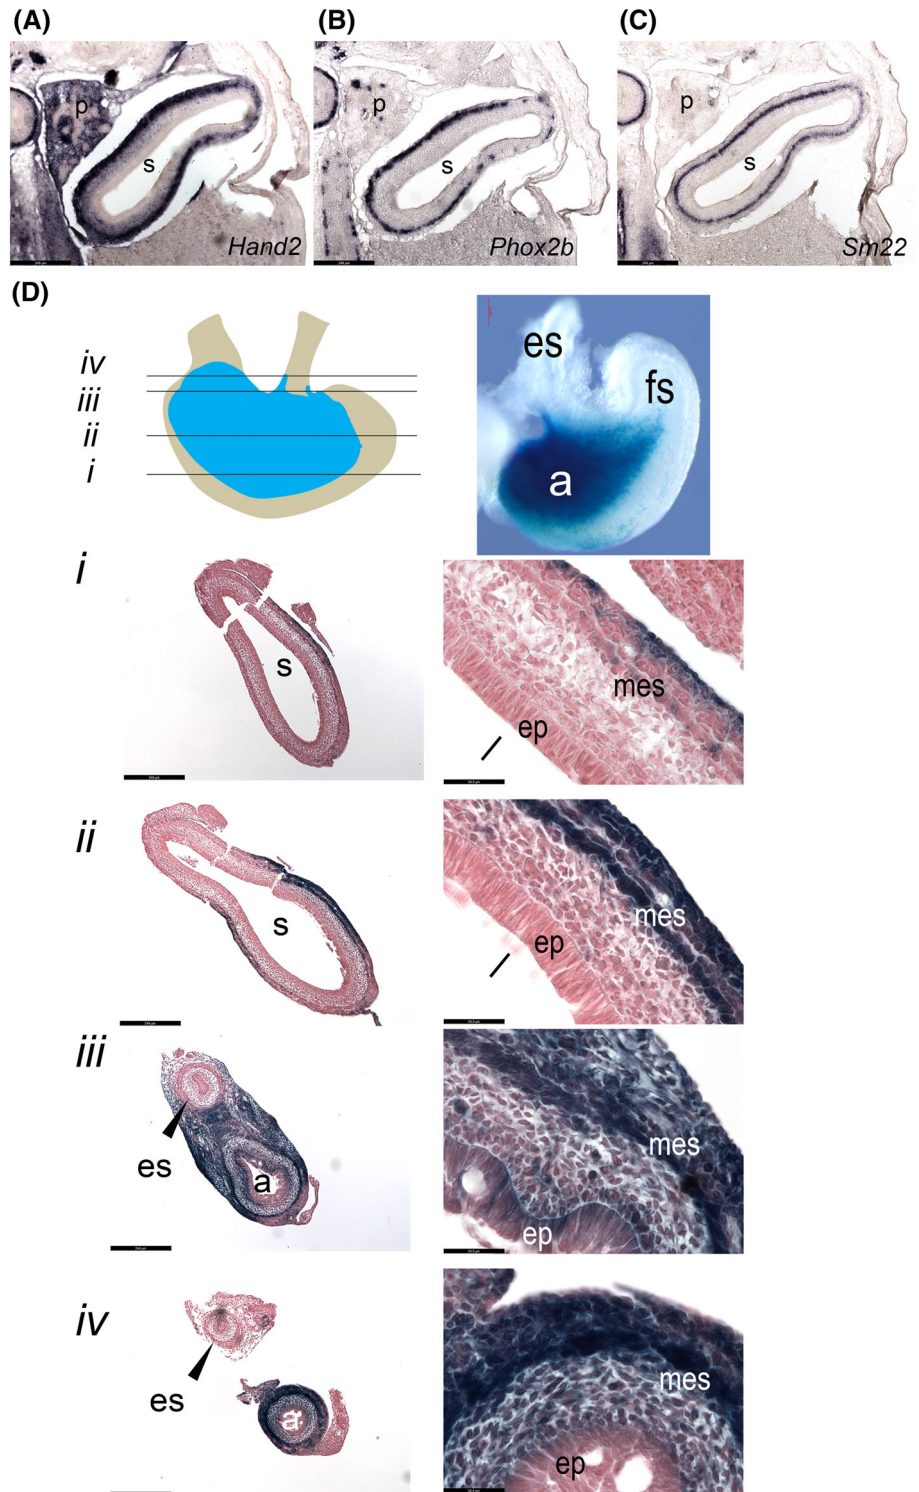 (A)
(B)
(C)
p
s
Hand2
p
s
Phox2b
p
s
Sm22
(D)
iv
iii
ii
i
es
fs
a
i
s
mes
ep
ii
s
mes
ep
iii
es
a
mes
ep
iv
es
a
mes
ep